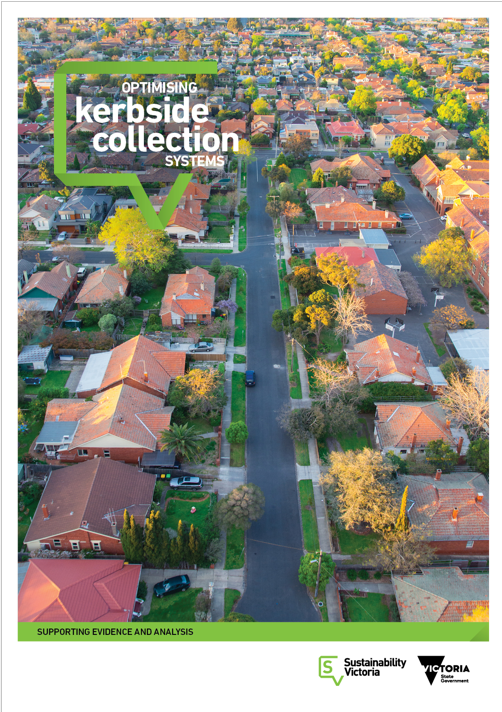 OPTIMISING
kerbside
collection
SYSTEMS
SUPPORTING EVIDENCE AND ANALYSIS
S
Sustainability
Victoria
VICTORIA
State
Government